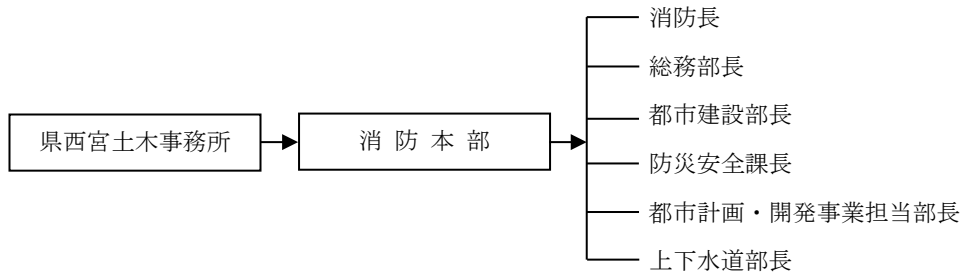 県西宮土木事務所
消 防 本 部
消防長
総務部長
都市建設部長
防災安全課長
都市計画・開発事業担当部長
上下水道部長